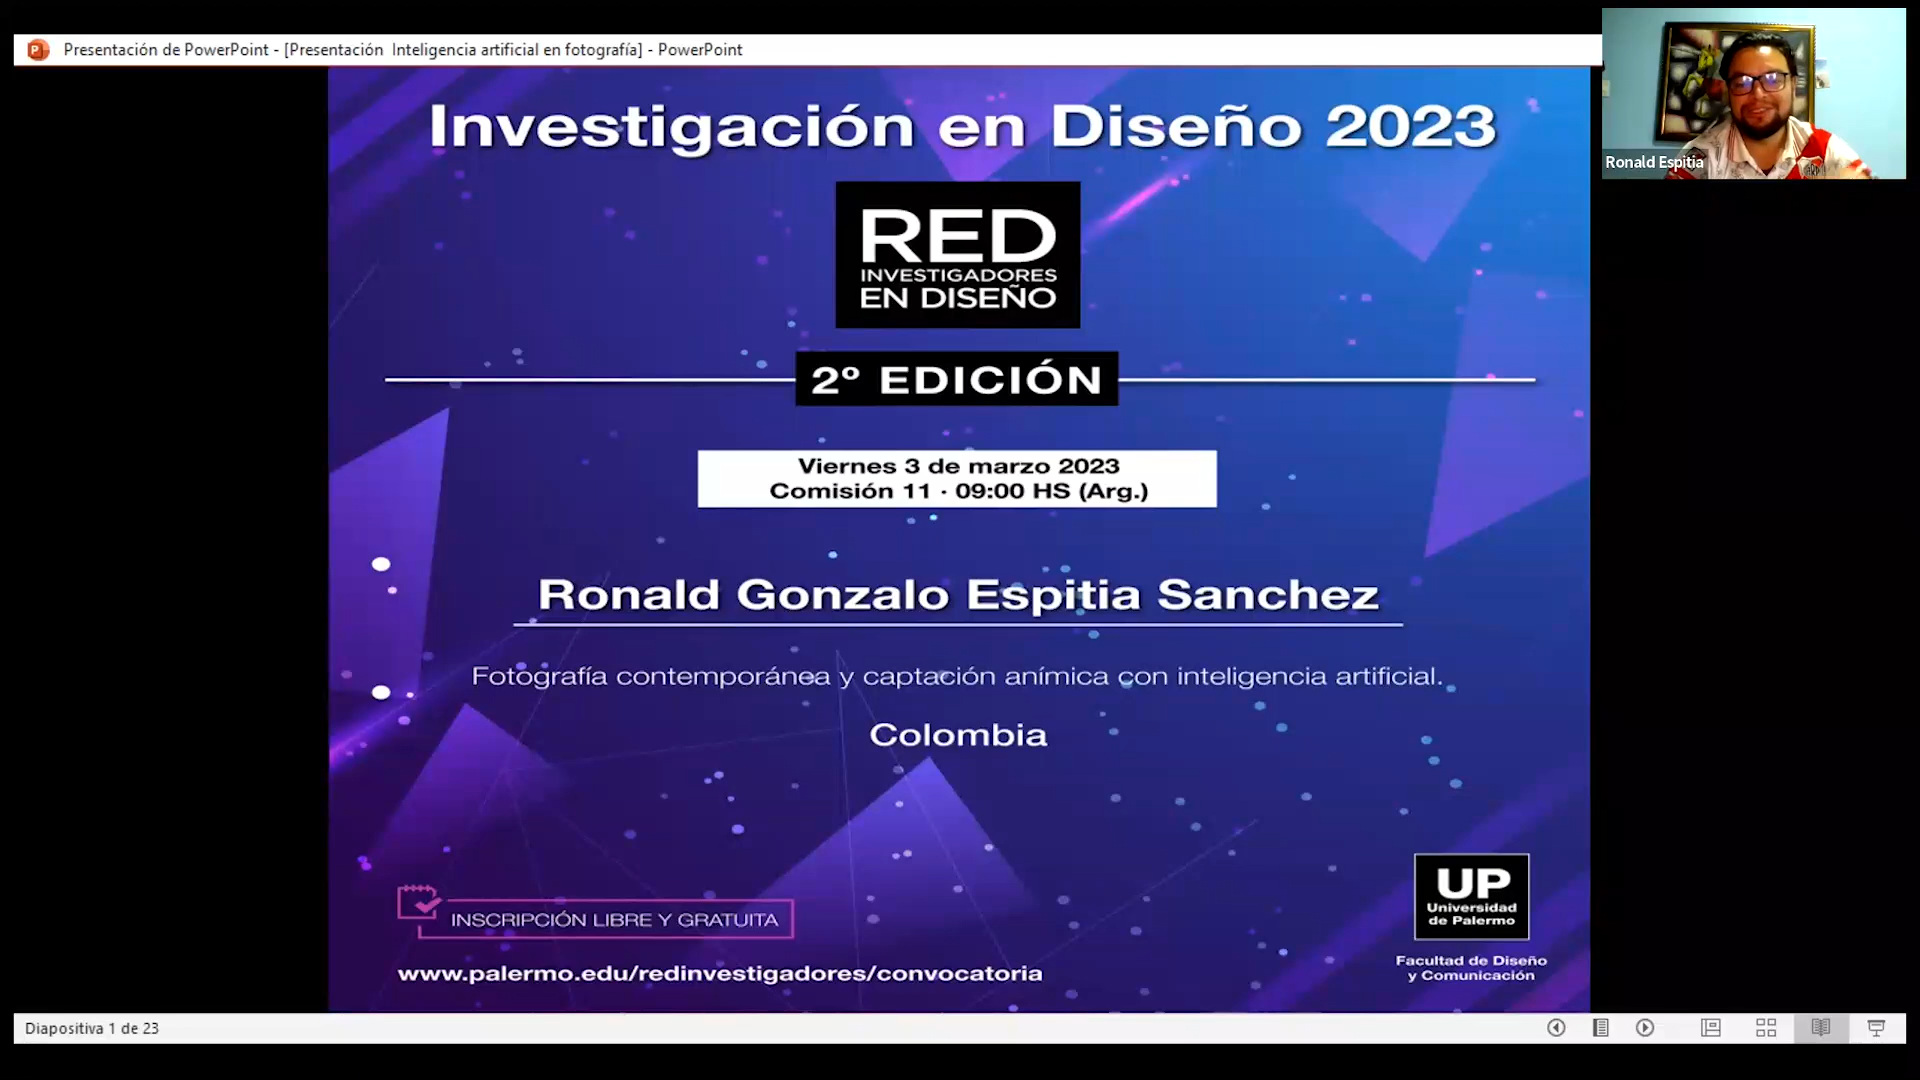 Presentación de PowerPoint - [Presentación  Inteligencia artificial en fotografía] - PowerPoint
Ronald Espitia
Investigación en Diseño 2023
RED
INVESTIGADORES
EN DISEÑO
2º EDICIÓN
Viernes 3 de marzo 2023
Comisión 11 · 09:00 HS (Arg.)
Ronald Gonzalo Espitia Sanchez
Fotografía contemporánea y captación anímica con inteligencia artificial.
Colombia
INSCRIPCIÓN LIBRE Y GRATUITA
www.palermo.edu/redinvestigadores/convocatoria
UP
Universidad
de Palermo
Facultad de Diseño
y Comunicación
Diapositiva 1 de 23